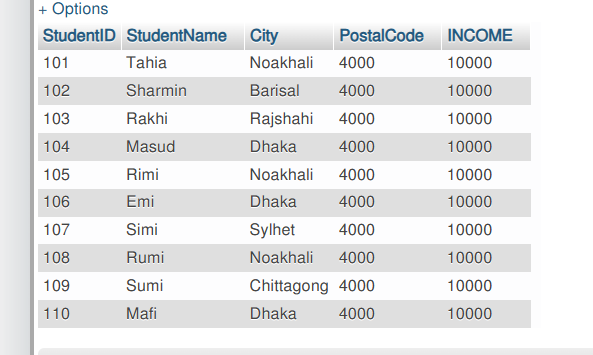 + Options
StudentID StudentName City PostalCode INCOME
101 Tahia Noakhali 4000 10000
102 Sharmin Barisal 4000 10000
103 Rakhi Rajshahi 4000 10000
104 Masud Dhaka 4000 10000
105 Rimi Noakhali 4000 10000
106 Emi Dhaka 4000 10000
107 Simi Sylhet 4000 10000
108 Rumi Noakhali 4000 10000
109 Sumi Chittagong 4000 10000
110 Mafi Dhaka 4000 10000